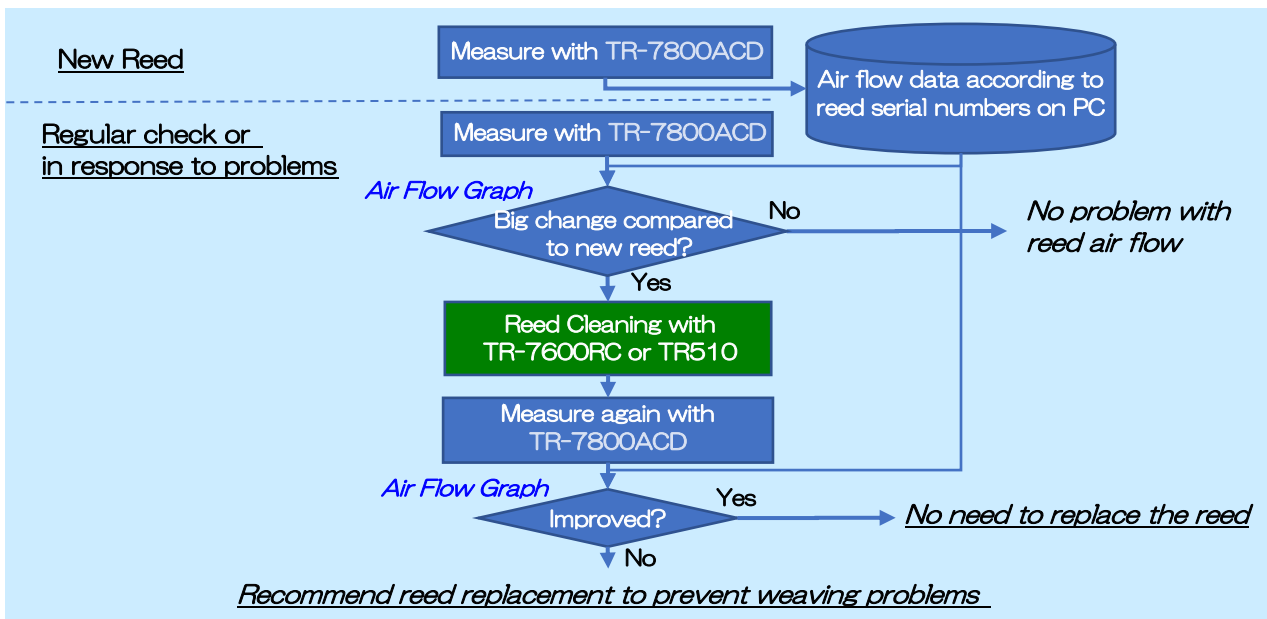 New Reed
Measure with TR-7800ACD
Air flow data according to
reed serial numbers on PC
Regular check or
in response to problems
Measure with TR-7800ACD
Air Flow Graph
Big change compared
to new reed?
No
No problem with
reed air flow
Yes
Reed Cleaning with
TR-7600RC or TR510
Measure again with
TR-7800ACD
Air Flow Graph
Improved?
Yes
No need to replace the reed
No
Recommend reed replacement to prevent weaving problems